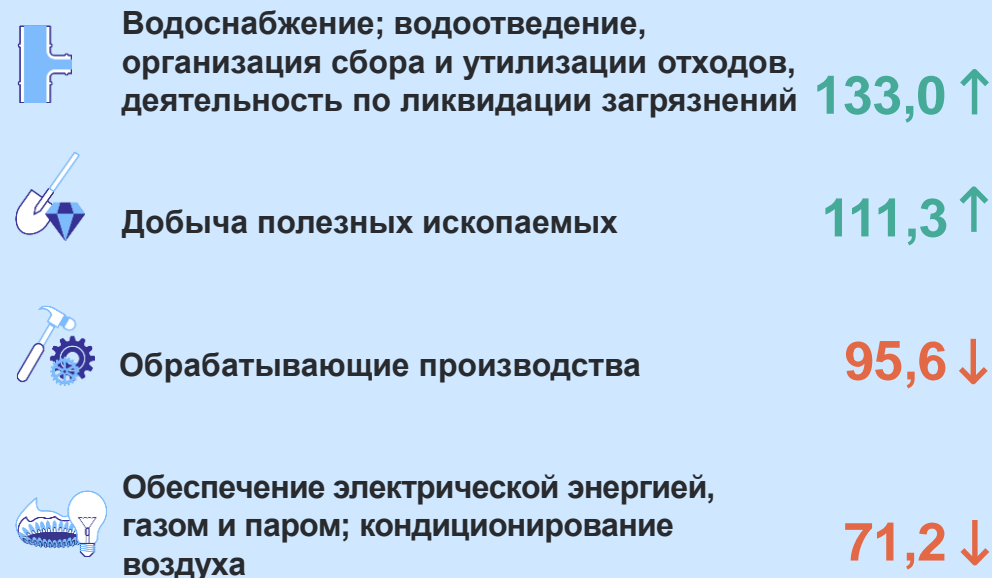 Водоснабжение; водоотведение,
организация сбора и утилизации отходов,
деятельность по ликвидации загрязнений 133,0 ↑
Добыча полезных ископаемых 111,3 ↑
Обрабатывающие производства 95,6 ↓
Обеспечение электрической энергией,
газом и паром; кондиционирование
воздуха 71,2 ↓